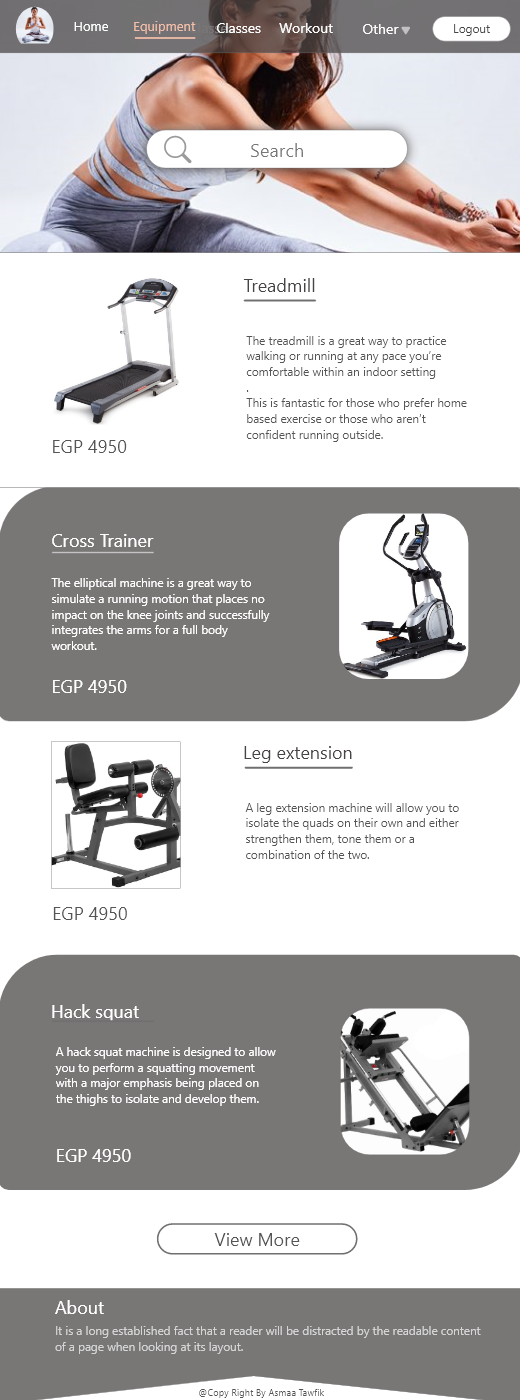 Home Equipment Classes Workout Other Logout
Search
Treadmill
The treadmill is a great way to practice
walking or running at any pace you’re
comfortable within an indoor setting
.
This is fantastic for those who prefer home
based exercise or those who aren’t
confident running outside.
EGP 4950
Cross Trainer
The elliptical machine is a great way to
simulate a running motion that places no
impact on the knee joints and successfully
integrates the arms for a full body
workout.
EGP 4950
Leg extension
A leg extension machine will allow you to
isolate the quads on their own and either
strengthen them, tone them or a
combination of the two.
EGP 4950
Hack squat
A hack squat machine is designed to allow
you to perform a squatting movement
with a major emphasis being placed on
the thighs to isolate and develop them.
EGP 4950
View More
About
It is a long established fact that a reader will be distracted by the readable content
of a page when looking at its layout.
@Copy Right By Asmaa Tawfik